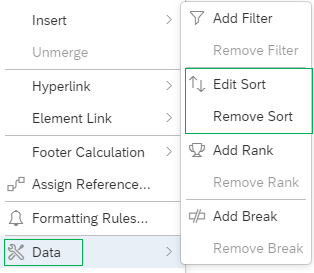 Insert
Unmerge
Hyperlink
Element Link
Footer Calculation
Assign Reference...
Formatting Rules...
Data
Add Filter
Remove Filter
Edit Sort
Remove Sort
Add Rank
Remove Rank
Add Break
Remove Break